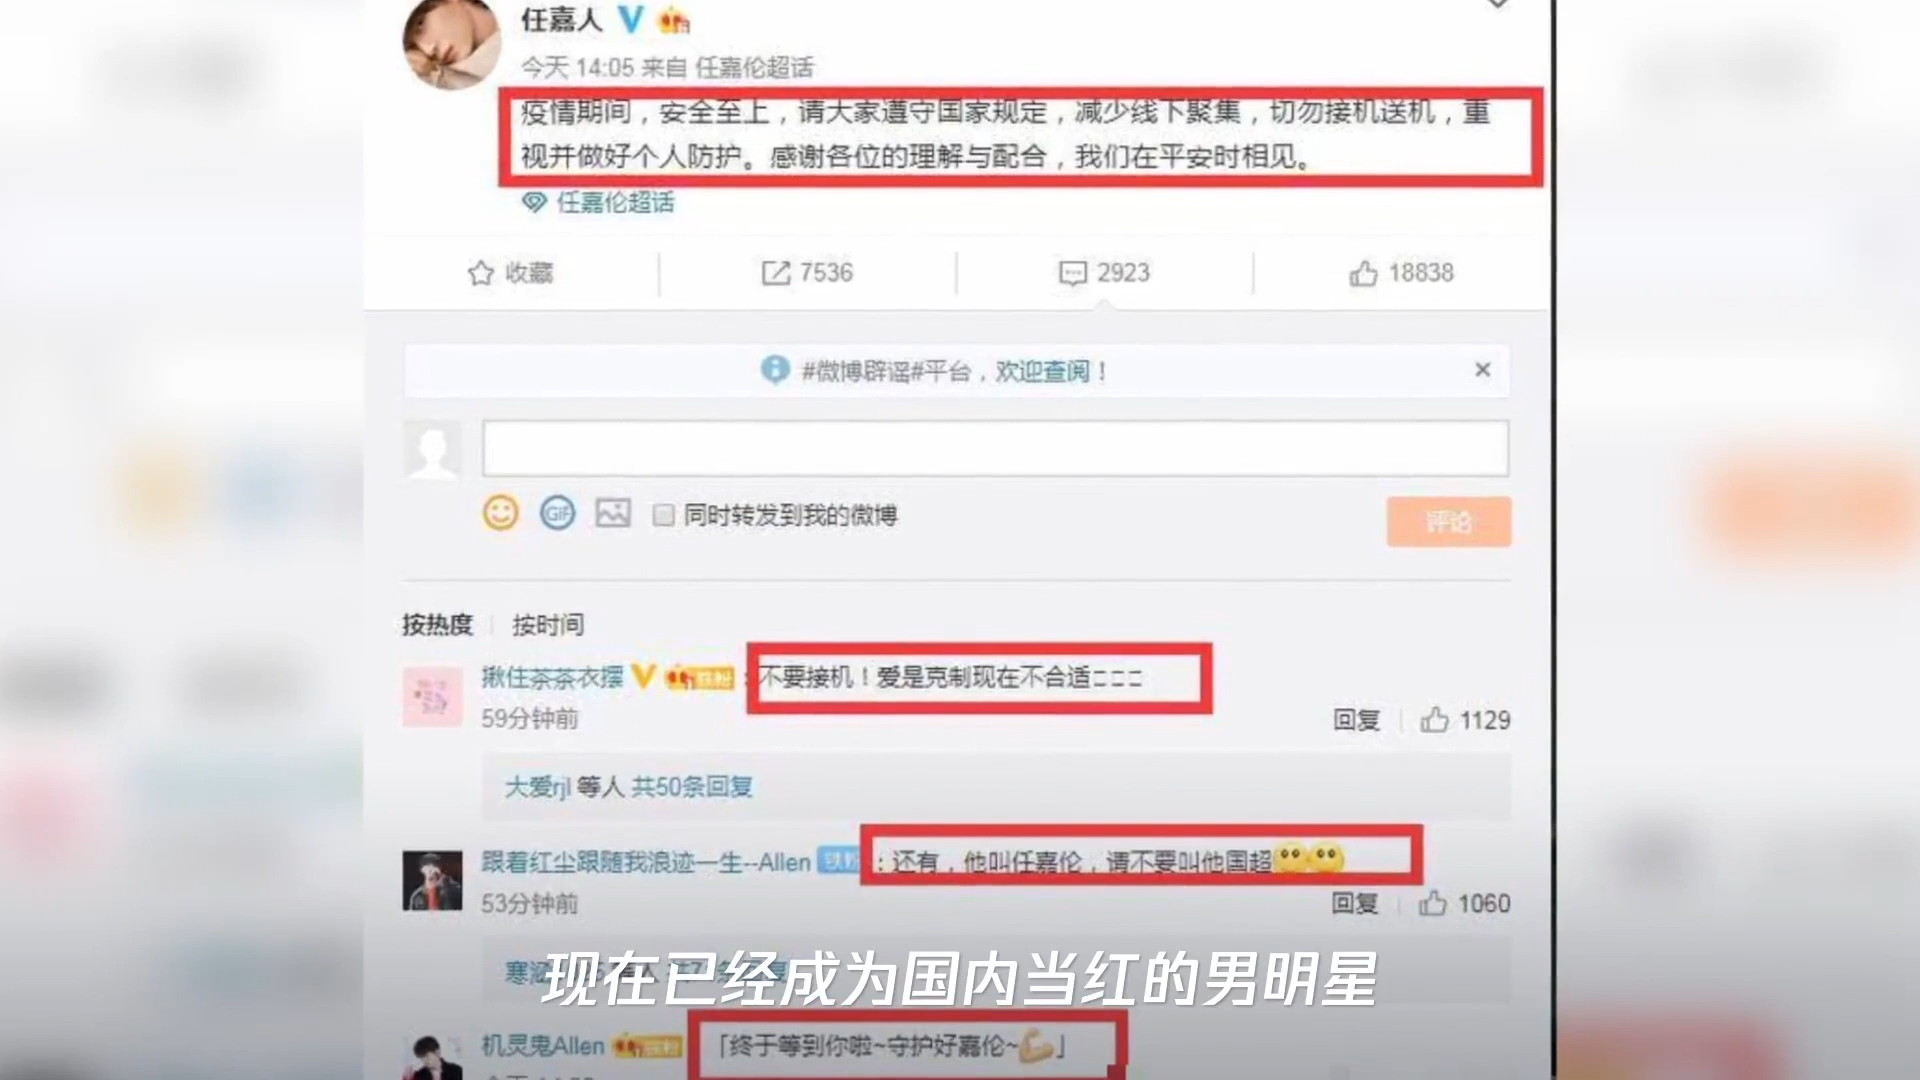 任嘉人
今天 14:05 来自 任嘉伦超话
疫情期间，安全至上，请大家遵守国家规定，减少线下聚集，切勿接机送机，重
视并做好个人防护。感谢各位的理解与配合，我们在平安时相见。
任嘉伦超话
收藏 7536 2923 18838
#微博辟谣#平台，欢迎查阅！
GIF 同时转发到我的微博 评论
按热度 按时间
揪住茶茶衣摆 铁粉：不要接机！爱是克制现在不合适
59分钟前 回复 1129
大爱rjl 等人 共50条回复
跟着红尘跟随我浪迹一生--Allen 铁粉：还有，他叫任嘉伦，请不要叫他国超
53分钟前 回复 1060
现在已经成为国内当红的男明星
机灵鬼Allen 铁粉 「终于等到你啦~守护好嘉伦~」